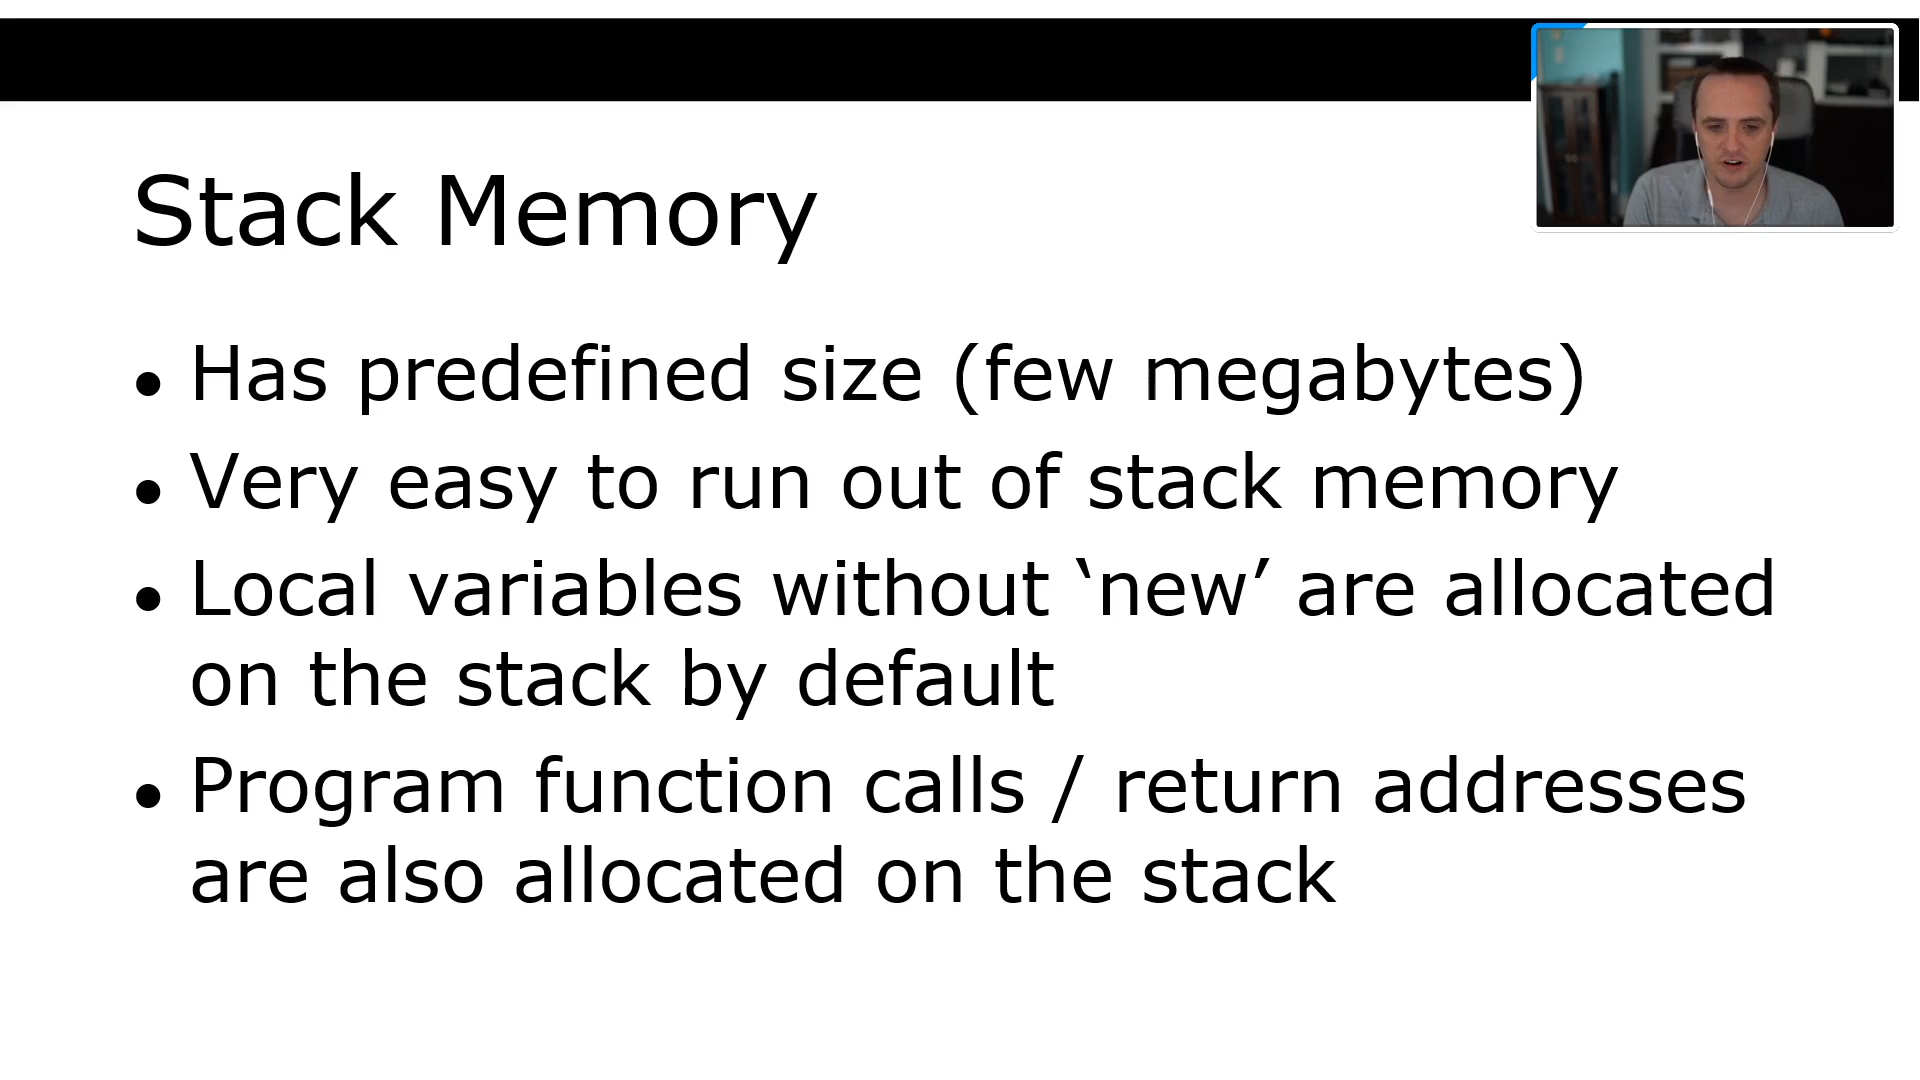 Stack Memory
• Has predefined size (few megabytes)
• Very easy to run out of stack memory
• Local variables without ‘new’ are allocated
on the stack by default
• Program function calls / return addresses
are also allocated on the stack